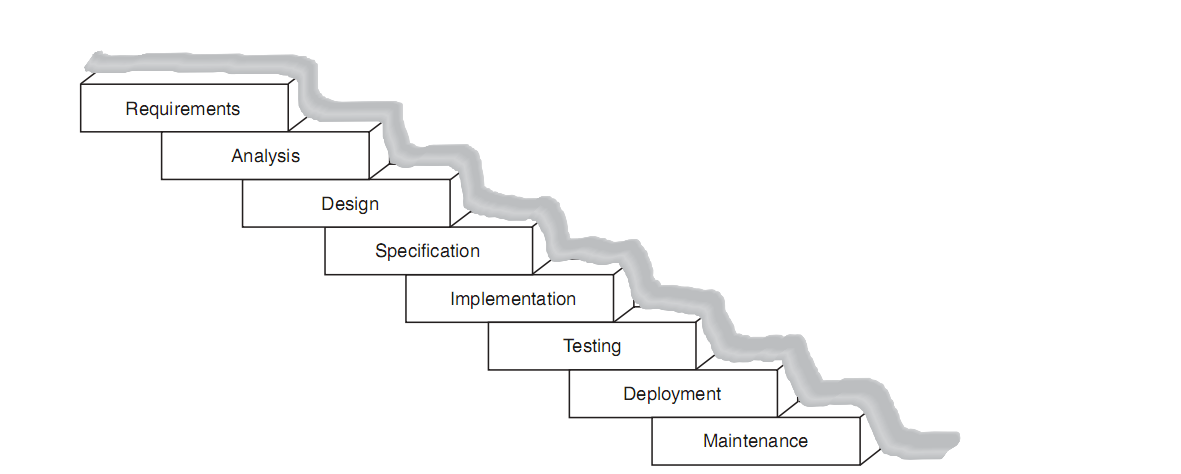 Requirements
Analysis
Design
Specification
Implementation
Testing
Deployment
Maintenance